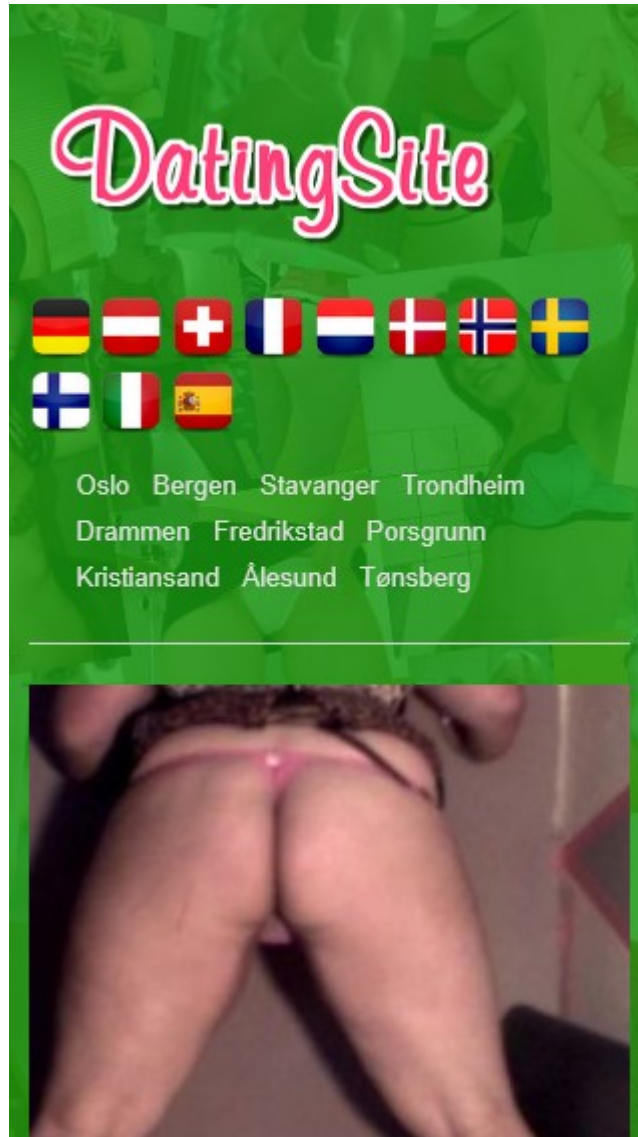 DatingSite
Oslo Bergen Stavanger Trondheim
Drammen Fredrikstad Porsgrunn
Kristiansand Ålesund Tønsberg